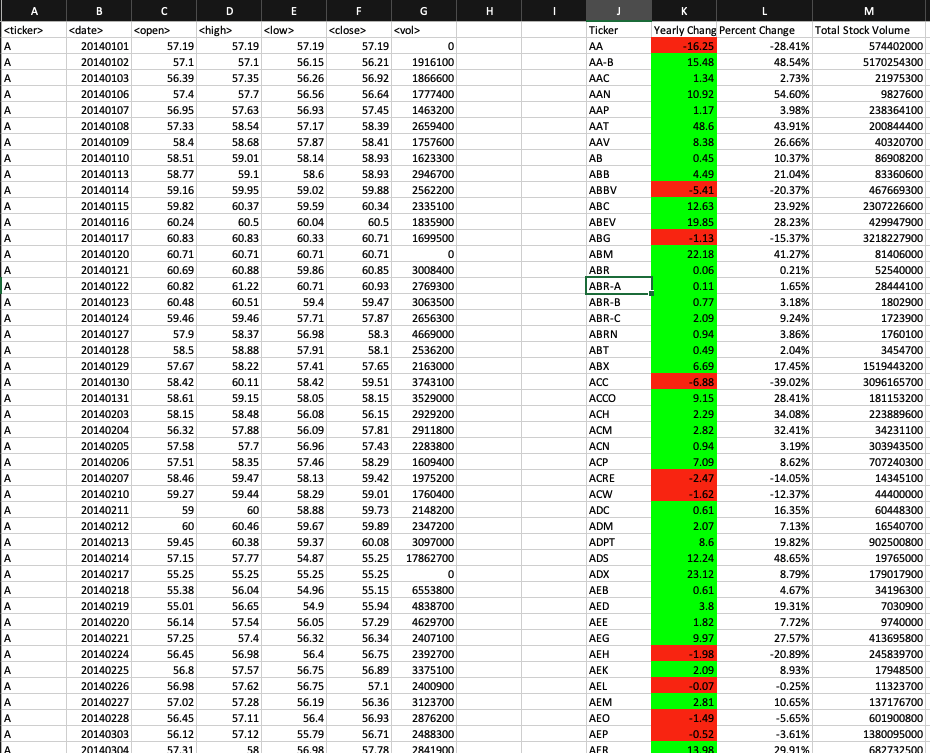 A B C D E F G H I J K L M
<ticker> <date> <open> <high> <low> <close> <vol> Ticker Yearly Chang Percent Change Total Stock Volume
A 20140101 57.19 57.19 57.19 57.19 0 AA -16.25 -28.41% 574402000
A 20140102 57.1 57.1 56.15 56.21 1916100 AA-B 15.48 48.54% 5170254300
A 20140103 56.39 57.35 56.26 56.92 1866600 AAC 1.34 2.73% 21975300
A 20140106 57.4 57.7 56.56 56.64 1777400 AAN 10.92 54.60% 9827600
A 20140107 56.95 57.63 56.93 57.45 1463200 AAP 1.17 3.98% 238364100
A 20140108 57.33 58.54 57.17 58.39 2659400 AAT 48.6 43.91% 200844400
A 20140109 58.4 58.68 57.87 58.41 1757600 AAV 8.38 26.66% 40320700
A 20140110 58.51 59.01 58.14 58.93 1623300 AB 0.45 10.37% 86908200
A 20140113 58.77 59.1 58.6 58.93 2946700 ABB 4.49 21.04% 83360600
A 20140114 59.16 59.95 59.02 59.88 2562200 ABBV -5.41 -20.37% 467669300
A 20140115 59.82 60.37 59.59 60.34 2335100 ABC 12.63 23.92% 2307226600
A 20140116 60.24 60.5 60.04 60.5 1835900 ABEV 19.85 28.23% 429947900
A 20140117 60.83 60.83 60.33 60.71 1699500 ABG -1.13 -15.37% 3218227900
A 20140120 60.71 60.71 60.71 60.71 0 ABM 22.18 41.27% 81406000
A 20140121 60.69 60.88 59.86 60.85 3008400 ABR 0.06 0.21% 52540000
A 20140122 60.82 61.22 60.71 60.93 2769300 ABR-A 0.11 1.65% 28444100
A 20140123 60.48 60.51 59.4 59.47 3063500 ABR-B 0.77 3.18% 1802900
A 20140124 59.46 59.46 57.71 57.87 2656300 ABR-C 2.09 9.24% 1723900
A 20140127 57.9 58.37 56.98 58.3 4669000 ABRN 0.94 3.86% 1760100
A 20140128 58.5 58.88 57.91 58.1 2536200 ABT 0.49 2.04% 3454700
A 20140129 57.67 58.22 57.41 57.65 2163000 ABX 6.69 17.45% 1519443200
A 20140130 58.42 60.11 58.42 59.51 3743100 ACC -6.88 -39.02% 3096165700
A 20140131 58.61 59.15 58.05 58.15 3529000 ACCO 9.15 28.41% 181153200
A 20140203 58.15 58.48 56.08 56.15 2929200 ACH 2.29 34.08% 223889600
A 20140204 56.32 57.88 56.09 57.81 2911800 ACM 2.82 32.41% 34231100
A 20140205 57.58 57.7 56.96 57.43 2283800 ACN 0.94 3.19% 303943500
A 20140206 57.51 58.35 57.46 58.29 1609400 ACP 7.09 8.62% 707240300
A 20140207 58.46 59.47 58.13 59.42 1975200 ACRE -2.47 -14.05% 14345100
A 20140210 59.27 59.44 58.29 59.01 1760400 ACW -1.62 -12.37% 44400000
A 20140211 59 60 58.88 59.73 2148200 ADC 0.61 16.35% 60448300
A 20140212 60 60.46 59.67 59.89 2347200 ADM 2.07 7.13% 16540700
A 20140213 59.45 60.38 59.37 60.08 3097000 ADPT 8.6 19.82% 902500800
A 20140214 57.15 57.77 54.87 55.25 17862700 ADS 12.24 48.65% 19765000
A 20140217 55.25 55.25 55.25 55.25 0 ADX 23.12 8.79% 179017900
A 20140218 55.38 56.04 54.96 55.15 6553800 AEB 0.61 4.67% 34196300
A 20140219 55.01 56.65 54.9 55.94 4838700 AED 3.8 19.31% 7030900
A 20140220 56.14 57.54 56.05 57.29 4629700 AEE 1.82 7.72% 9740000
A 20140221 57.25 57.4 56.32 56.34 2407100 AEG 9.97 27.57% 413695800
A 20140224 56.45 56.98 56.4 56.75 2392700 AEH -1.98 -20.89% 245839700
A 20140225 56.8 57.57 56.75 56.89 3375100 AEK 2.09 8.93% 17948500
A 20140226 56.98 57.62 56.75 57.1 2400900 AEL -0.07 -0.25% 11323700
A 20140227 57.02 57.28 56.19 56.36 3123700 AEM 2.81 10.65% 137176700
A 20140228 56.45 57.11 56.4 56.93 2876200 AEO -1.49 -5.65% 601900800
A 20140303 56.12 57.12 55.79 56.71 2488300 AEP -0.52 -3.61% 1380095000
A 20140304 57.31 58 56.98 57.78 2841900 AER 13.98 29.91% 682732500